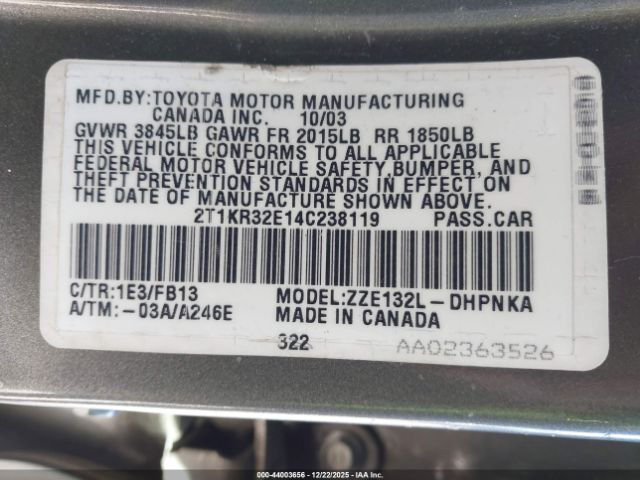 MFD.BY:TOYOTA MOTOR MANUFACTURING
CANADA INC. 10/03
GVWR 3845LB GAWR FR 2015LB RR 1850LB
THIS VEHICLE CONFORMS TO ALL APPLICABLE
FEDERAL MOTOR VEHICLE SAFETY,BUMPER, AND
THEFT PREVENTION STANDARDS IN EFFECT ON
THE DATE OF MANUFACTURE SHOWN ABOVE.
2T1KR32E14C238119 PASS.CAR
C/TR:1E3/FB13 MODEL:ZZE132L-DHPNKA
A/TM:-03A/A246E MADE IN CANADA
322 AA02363526
000-44003656 - 12/22/2025 - IAA Inc.